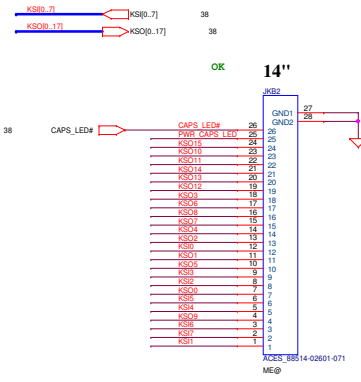 KSI[0..7] KSI[0..7] 38
KSO[0..17] KSO[0..17] 38
OK 14"
JKB2
GND1 27
GND2 28
38 CAPS_LED# CAPS_LED# 26 26
PWR_CAPS_LED 25 25
KSO15 24 24
KSO10 23 23
KSO11 22 22
KSO14 21 21
KSO13 20 20
KSO12 19 19
KSO3 18 18
KSO6 17 17
KSO8 16 16
KSO7 15 15
KSO4 14 14
KSO2 13 13
KSI0 12 12
KSO1 11 11
KSO5 10 10
KSI3 9 9
KSI2 8 8
KSO0 7 7
KSI5 6 6
KSI4 5 5
KSO9 4 4
KSI6 3 3
KSI7 2 2
KSI1 1 1
ACES_88514-02601-071
ME@